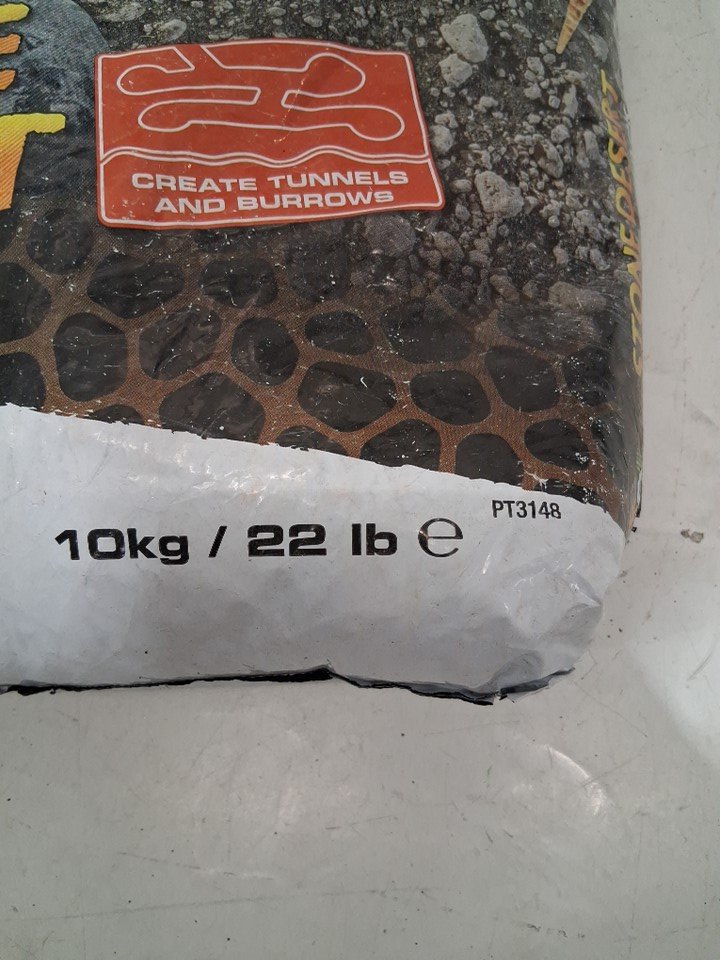 E
T
CREATE TUNNELS
AND BURROWS
STONE DESERT
PT3148
10kg / 22 lb ℮